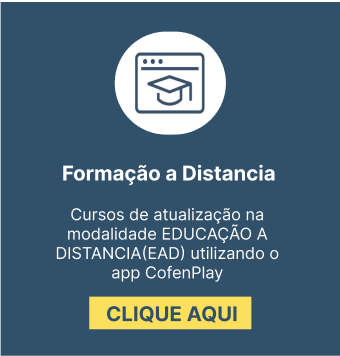 Formação a Distancia
Cursos de atualização na
modalidade EDUCAÇÃO A
DISTANCIA(EAD) utilizando o
app CofenPlay
CLIQUE AQUI